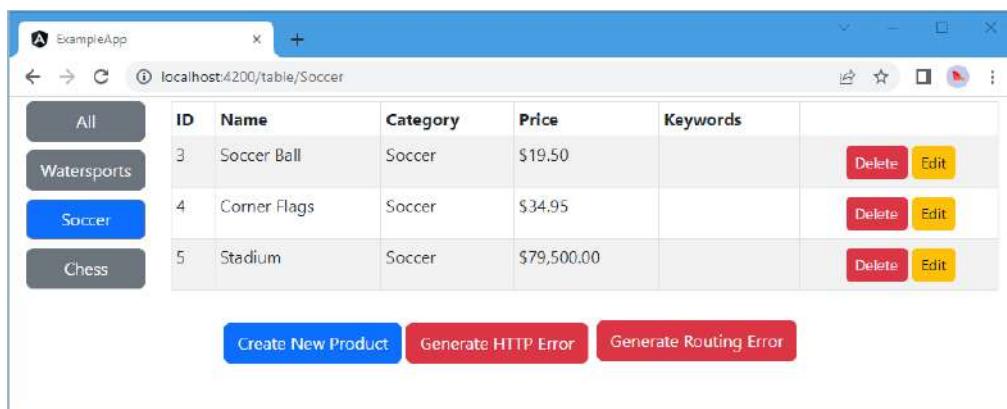 ExampleApp
localhost:4200/table/Soccer
All
ID Name Category Price Keywords
3 Soccer Ball Soccer $19.50 Delete Edit
Watersports
4 Corner Flags Soccer $34.95 Delete Edit
Soccer
5 Stadium Soccer $79,500.00 Delete Edit
Chess
Create New Product Generate HTTP Error Generate Routing Error